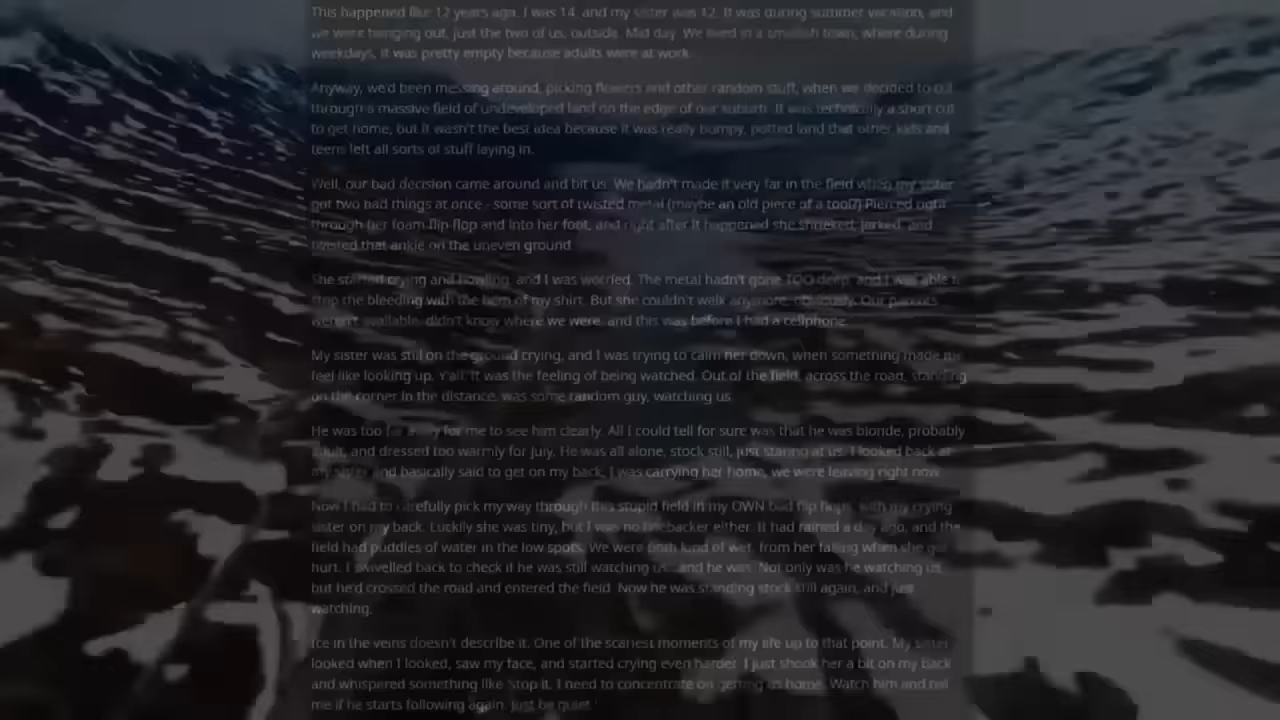 This happened like 12 years ago. I was 14, and my sister was 12. It was during summer vacation, and
we were hanging out, just the two of us, outside. Mid day. We lived in a smallish town, where during
weekdays, it was pretty empty because adults were at work.
Anyway, we'd been messing around, picking flowers and other random stuff, when we decided to cut
through a massive field of undeveloped land on the edge of our suburb. It was technically a short cut
to get home, but it wasn't the best idea because it was really bumpy, potted land that other kids and
teens left all sorts of stuff laying in.
Well, our bad decision came around and bit us. We hadn't made it very far in the field when my sister
got two bad things at once - some sort of twisted metal (maybe an old piece of a tool?) Pierced right
through her foam flip flop and into her foot, and right after it happened she shrieked, jerked, and
twisted that ankle on the uneven ground.
She started crying and howling, and I was worried. The metal hadn't gone TOO deep, and I was able to
stop the bleeding with the hem of my shirt. But she couldn't walk anymore, obviously. Our parents
weren't available, didn't know where we were, and this was before I had a cellphone.
My sister was still on the ground crying, and I was trying to calm her down, when something made me
feel like looking up. Y'all. It was the feeling of being watched. Out of the field, across the road, standing
on the corner in the distance, was some random guy, watching us.
He was too far away for me to see him clearly. All I could tell for sure was that he was blonde, probably
adult, and dressed too warmly for July. He was all alone, stock still, just staring at us. I looked back at
my sister and basically said to get on my back, I was carrying her home, we were leaving right now.
Now I had to carefully pick my way through this stupid field in my OWN bad flip flops, with my crying
sister on my back. Luckily she was tiny, but I was no linebacker either. It had rained a day ago, and the
field had puddles of water in the low spots. We were both kind of wet, from her falling when she got
hurt. I swivelled back to check if he was still watching us...and he was. Not only was he watching us,
but he'd crossed the road and entered the field. Now he was standing stock still again, and just
watching.
Ice in the veins doesn't describe it. One of the scariest moments of my life up to that point. My sister
looked when I looked, saw my face, and started crying even harder. I just shook her a bit on my back
and whispered something like 'stop it, I need to concentrate on getting us home. Watch him and tell
me if he starts following again. Just be quiet.'